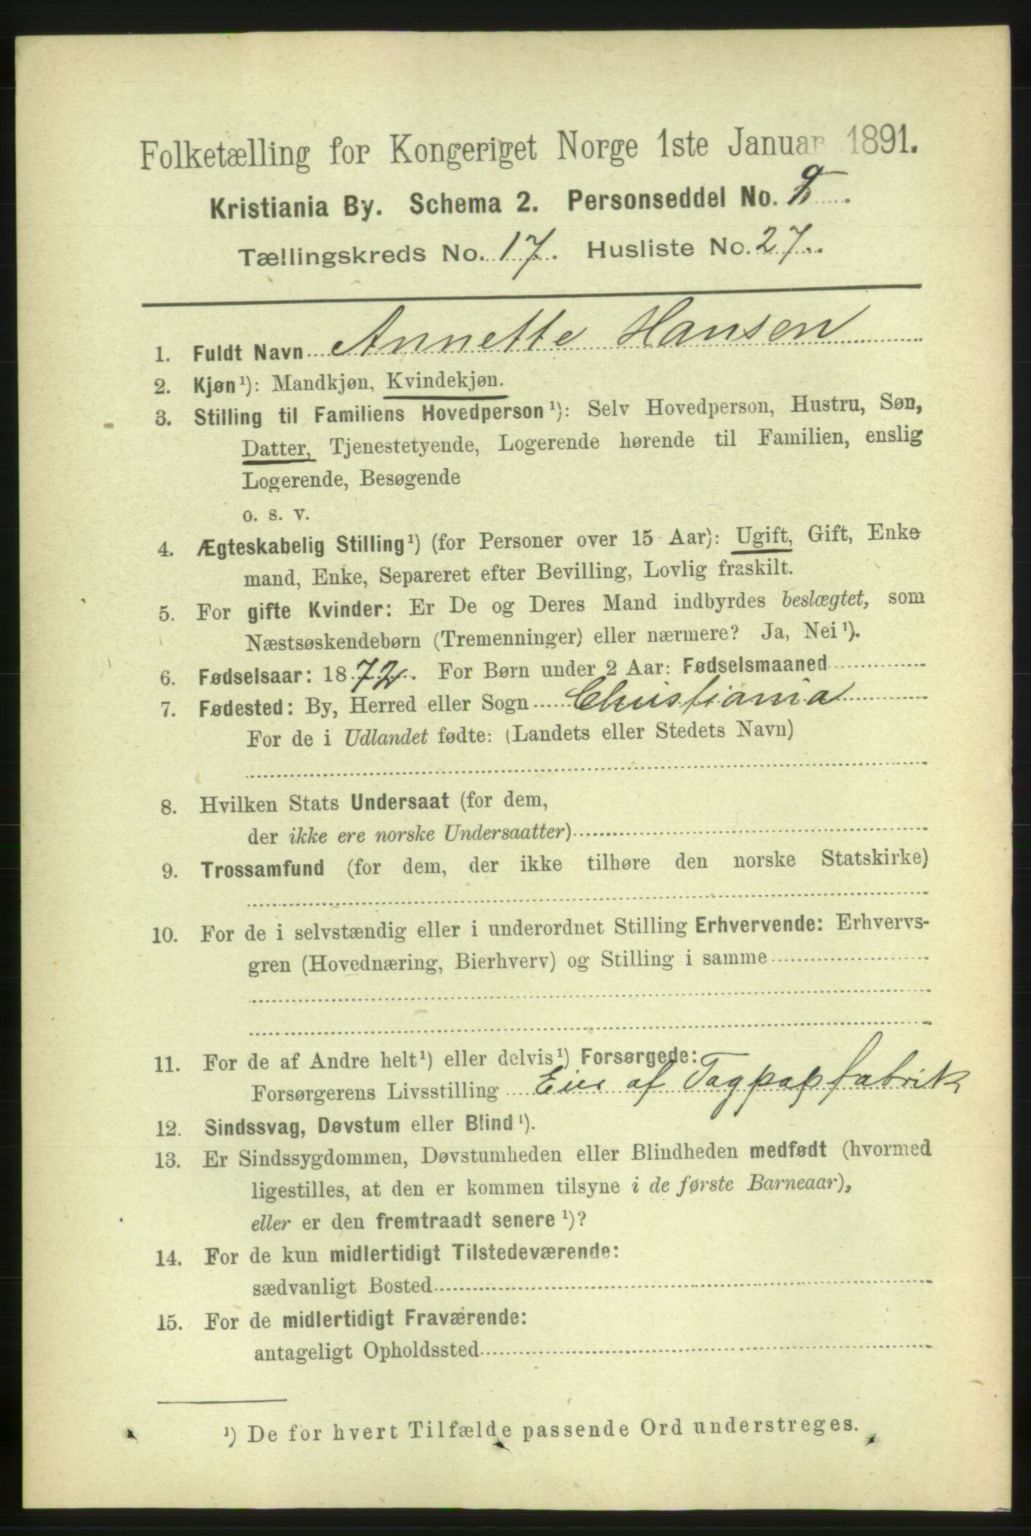 Folketælling for Kongeriget Norge 1ste Januar 1891.
Kristiania By. Schema 2. Personseddel No.
Tællingskreds No. 17. Husliste No. 27.
1. Fuldt Navn Annette Hansen
2. Kjøn¹): Mandkjøn, Kvindekjøn.
3. Stilling til Familiens Hovedperson¹): Selv Hovedperson, Hustru, Søn,
Datter, Tjenestetyende, Logerende hørende til Familien, enslig
Logerende, Besøgende
o. s. v.
4. Ægteskabelig Stilling¹) (for Personer over 15 Aar): Ugift, Gift, Enke-
mand, Enke, Separeret efter Bevilling, Lovlig fraskilt.
5. For gifte Kvinder: Er De og Deres Mand indbyrdes beslægtet, som
Næstsøskendebørn (Tremenninger) eller nærmere? Ja, Nei¹).
6. Fødselsaar: 1872. For Børn under 2 Aar: Fødselsmaaned
7. Fødested: By, Herred eller Sogn Christiania
For de i Udlandet fødte: (Landets eller Stedets Navn)
8. Hvilken Stats Undersaat (for dem,
der ikke ere norske Undersaatter)
9. Trossamfund (for dem, der ikke tilhøre den norske Statskirke)
10. For de i selvstændig eller i underordnet Stilling Erhvervende: Erhvervs-
gren (Hovednæring, Bierhverv) og Stilling i samme
11. For de af Andre helt¹) eller delvis¹) Forsørgede:
Forsørgerens Livsstilling Eier af Tagpapfabrik
12. Sindssvag, Døvstum eller Blind¹).
13. Er Sindssygdommen, Døvstumheden eller Blindheden medfødt (hvormed
ligestilles, at den er kommen tilsyne i de første Barneaar),
eller er den fremtraadt senere¹)?
14. For de kun midlertidigt Tilstedeværende:
sædvanligt Bosted
15. For de midlertidigt Fraværende:
antageligt Opholdssted
¹) De for hvert Tilfælde passende Ord understreges.